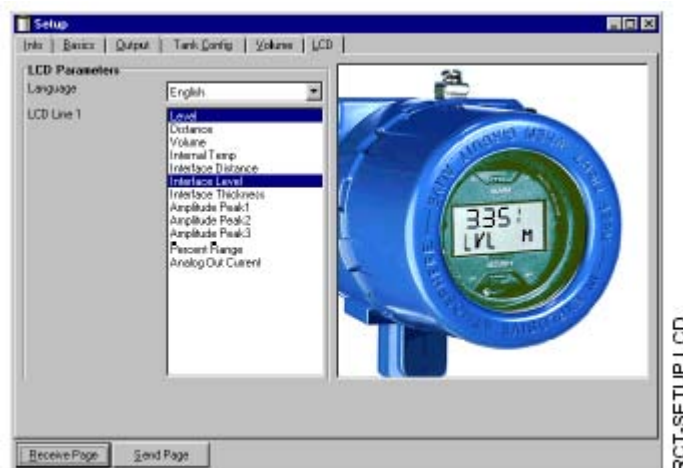 Setup
Info Basics Output Tank Config Volume LCD
LCD Parameters
Language
English
LCD Line 1
Level
Distance
Volume
Internal Temp
Interface Distance
Interface Level
Interface Thickness
Amplitude Peak1
Amplitude Peak2
Amplitude Peak3
Percent Range
Analog Out Current
3.351
LVL M
Receive Page Send Page
RCT-SETUP LCD